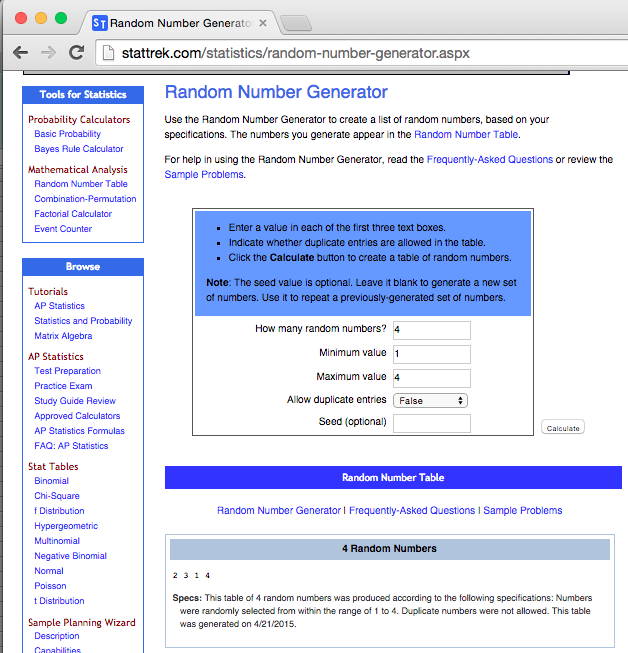 ST Random Number Generato
stattrek.com/statistics/random-number-generator.aspx
Tools for Statistics
Probability Calculators
Basic Probability
Bayes Rule Calculator
Mathematical Analysis
Random Number Table
Combination-Permutation
Factorial Calculator
Event Counter
Browse
Tutorials
AP Statistics
Statistics and Probability
Matrix Algebra
AP Statistics
Test Preparation
Practice Exam
Study Guide Review
Approved Calculators
AP Statistics Formulas
FAQ: AP Statistics
Stat Tables
Binomial
Chi-Square
f Distribution
Hypergeometric
Multinomial
Negative Binomial
Normal
Poisson
t Distribution
Sample Planning Wizard
Description
Capabilities
Random Number Generator
Use the Random Number Generator to create a list of random numbers, based on your
specifications. The numbers you generate appear in the Random Number Table.
For help in using the Random Number Generator, read the Frequently-Asked Questions or review the
Sample Problems.
Enter a value in each of the first three text boxes.
Indicate whether duplicate entries are allowed in the table.
Click the Calculate button to create a table of random numbers.
Note: The seed value is optional. Leave it blank to generate a new set
of numbers. Use it to repeat a previously-generated set of numbers.
How many random numbers? 4
Minimum value 1
Maximum value 4
Allow duplicate entries False
Seed (optional)
Calculate
Random Number Table
Random Number Generator | Frequently-Asked Questions | Sample Problems
4 Random Numbers
2 3 1 4
Specs: This table of 4 random numbers was produced according to the following specifications: Numbers
were randomly selected from within the range of 1 to 4. Duplicate numbers were not allowed. This table
was generated on 4/21/2015.